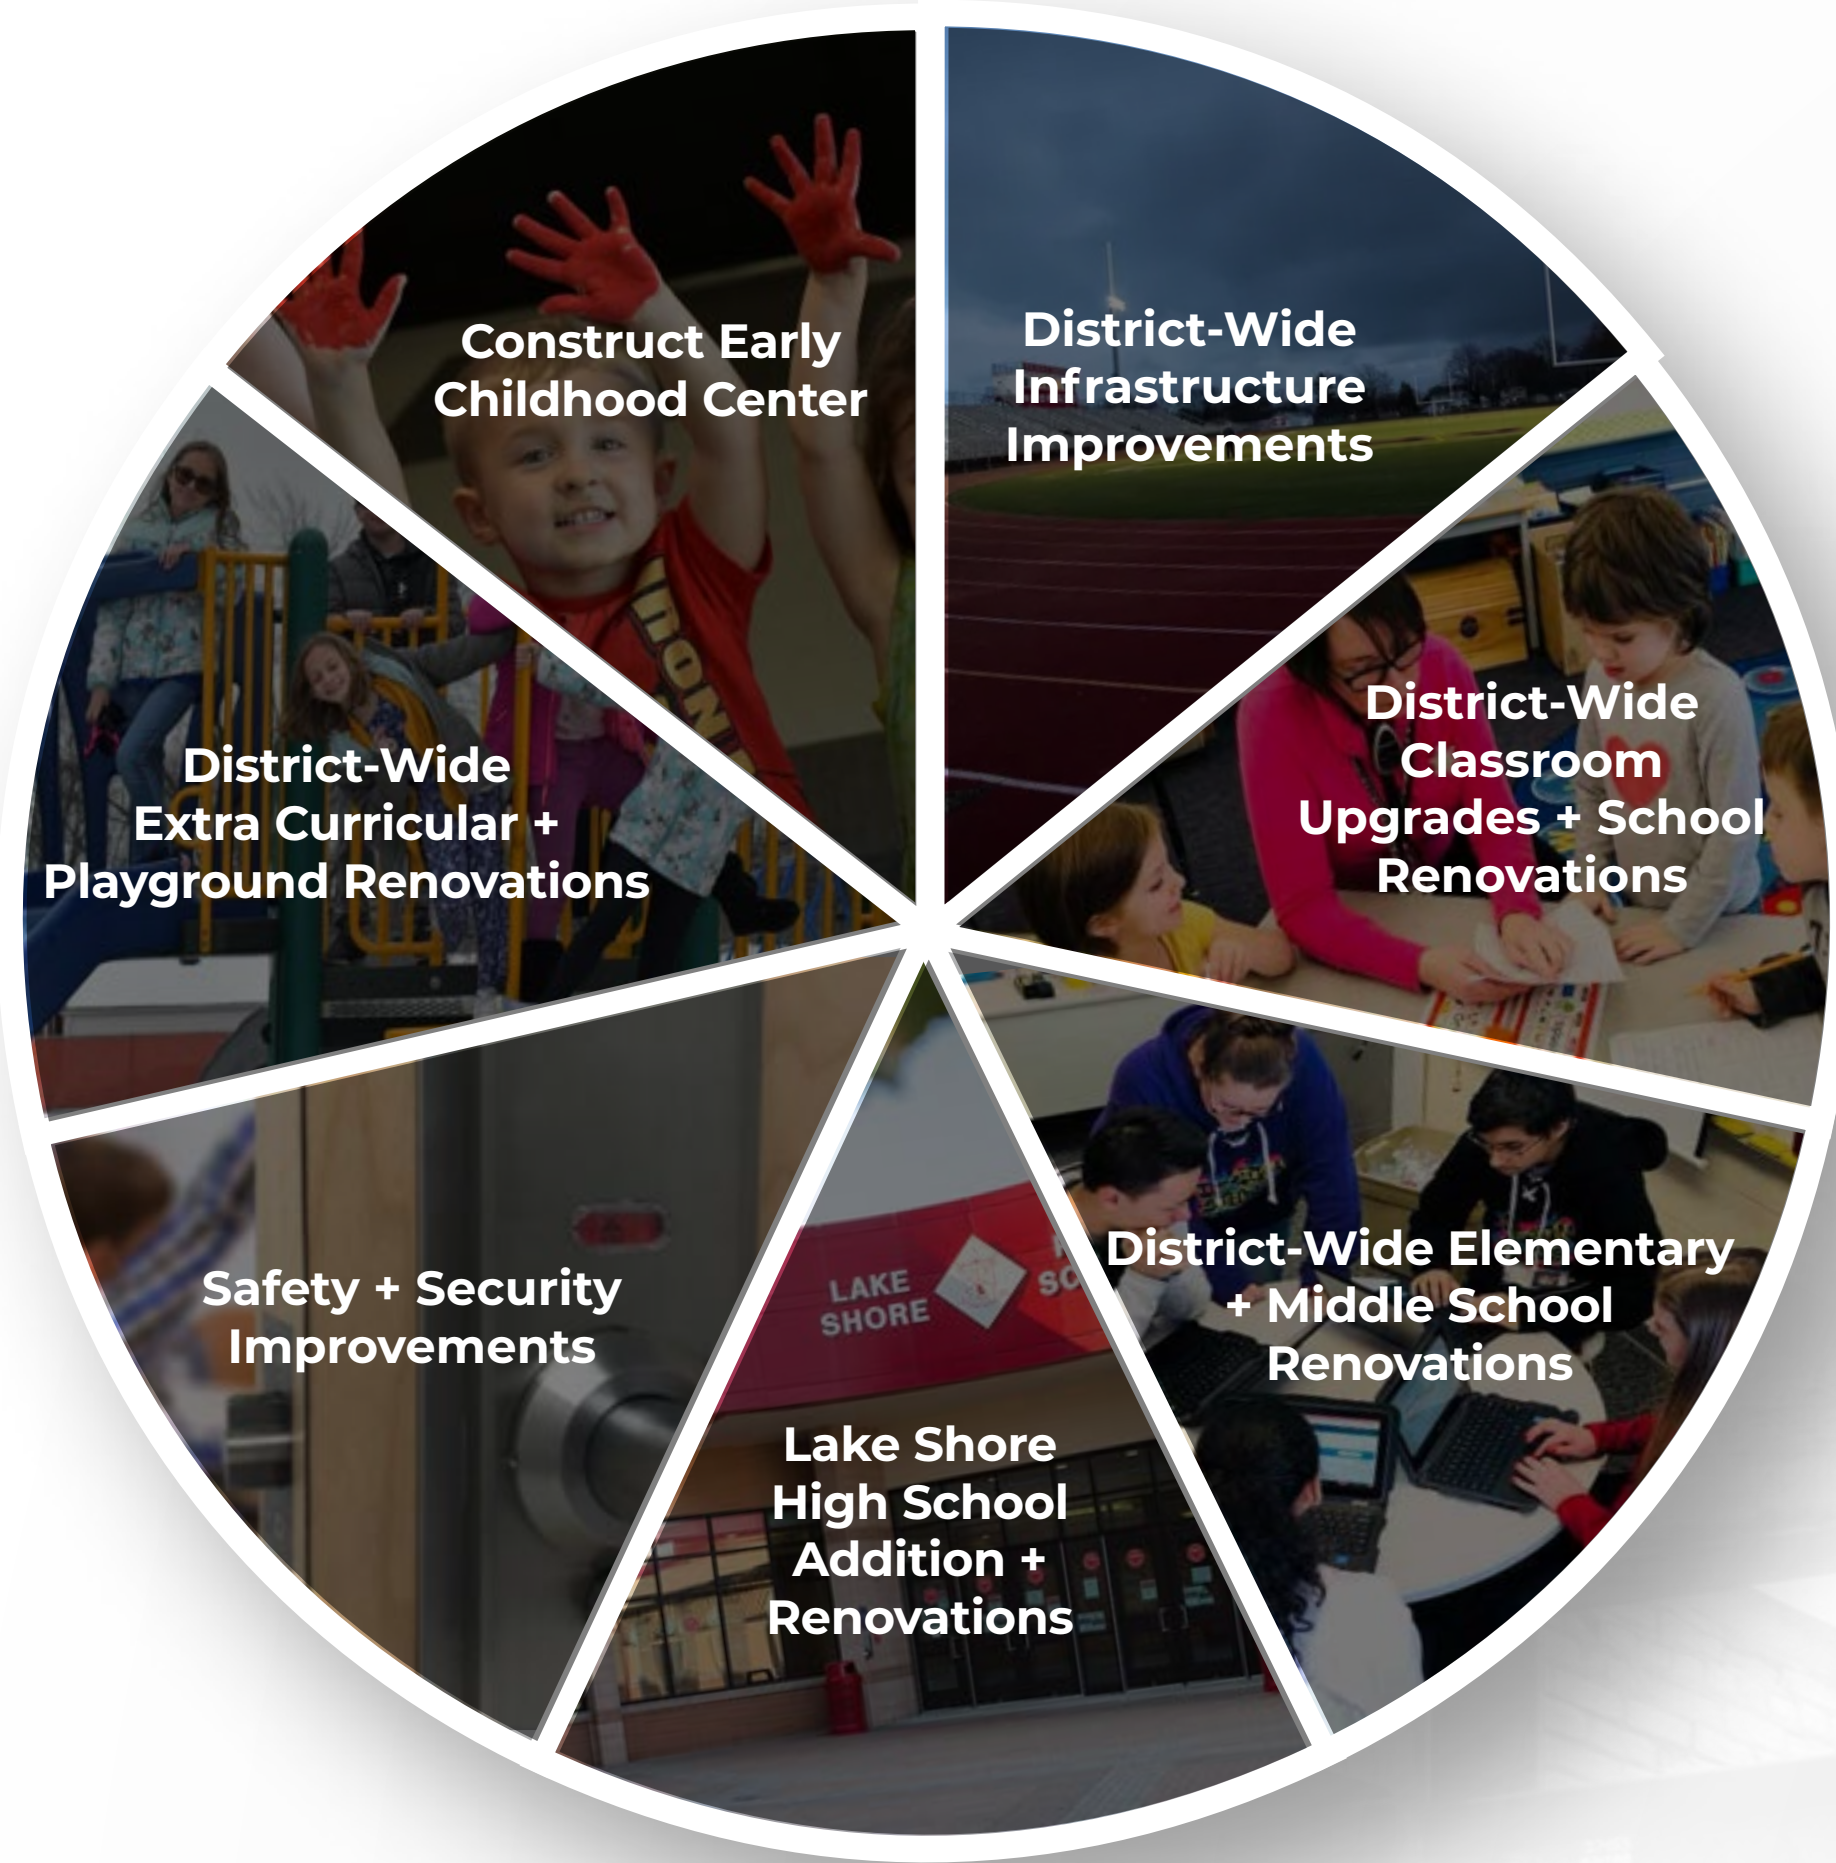 Construct Early
Childhood Center
District-Wide
Infrastructure
Improvements
District-Wide
Classroom
Upgrades + School
Renovations
District-Wide Elementary
+ Middle School
Renovations
Lake Shore
High School
Addition +
Renovations
LAKE
SHORE
Safety + Security
Improvements
District-Wide
Extra Curricular +
Playground Renovations